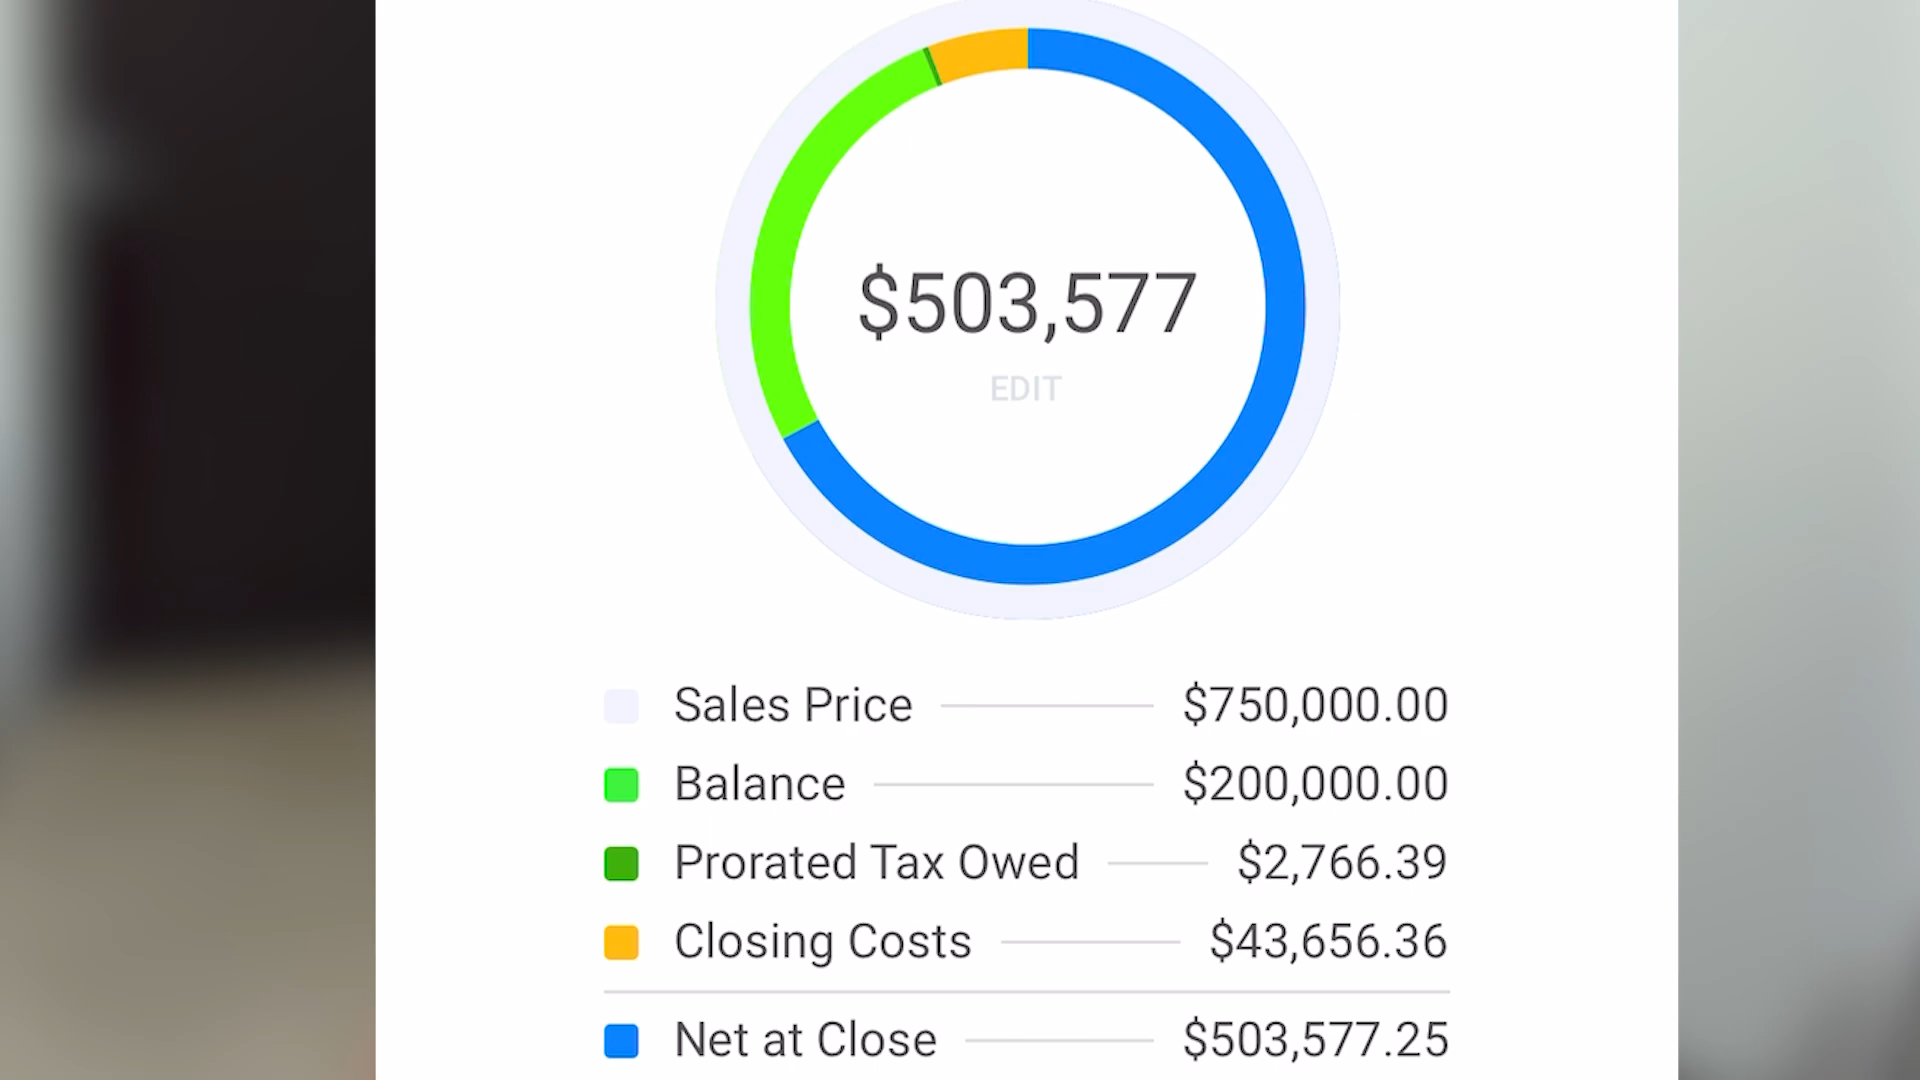 $503,577
EDIT
Sales Price $750,000.00
Balance $200,000.00
Prorated Tax Owed $2,766.39
Closing Costs $43,656.36
Net at Close $503,577.25